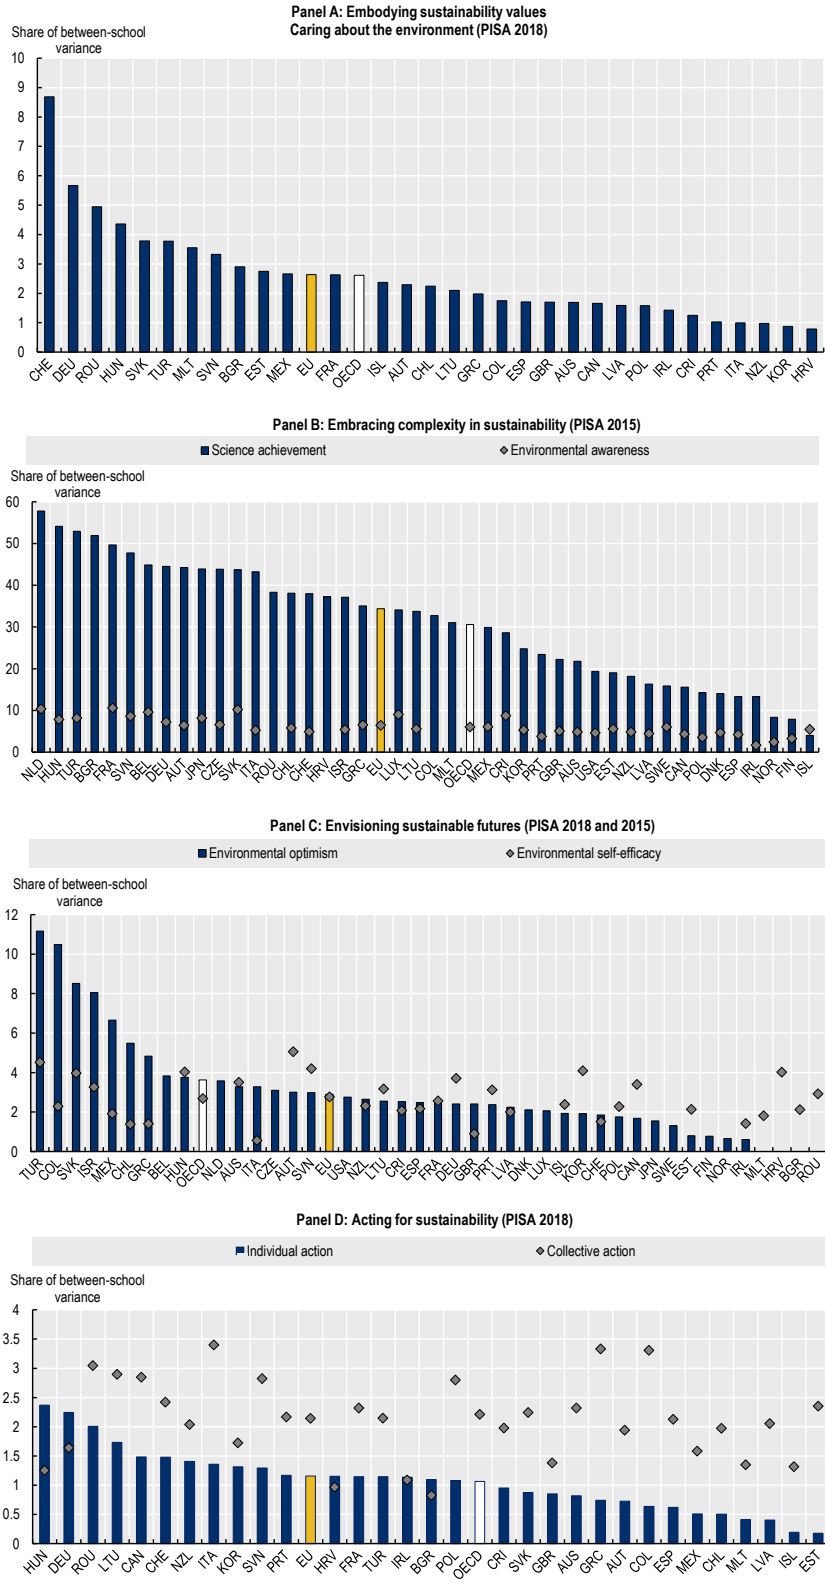 Panel A: Embodying sustainability values
Caring about the environment (PISA 2018)
Share of between-school
variance
10
9
8
7
6
5
4
3
2
1
0
CHE DEU ROU HUN SVK TUR MLT SVN BGR EST MEX EU FRA OECD ISL AUT CHL LTU GRC COL ESP GBR AUS CAN LVA POL IRL CRI PRT ITA NZL KOR HRV
Panel B: Embracing complexity in sustainability (PISA 2015)
Science achievement Environmental awareness
Share of between-school
variance
60
50
40
30
20
10
0
NLD HUN TUR BGR FRA SVN BEL DEU AUT JPN CZE SVK ITA ROU CHL CHE HRV ISR GRC EU LUX LTU COL MLT OECD MEX CRI KOR PRT GBR AUS USA EST NZL LVA SWE CAN POL DNK ESP IRL NOR FIN ISL
Panel C: Envisioning sustainable futures (PISA 2018 and 2015)
Environmental optimism Environmental self-efficacy
Share of between-school
variance
12
10
8
6
4
2
0
TUR COL SVK ISR MEX CHL GRC BEL HUN OECD NLD AUS ITA CZE AUT SVN EU USA NZL LTU CRI ESP FRA DEU GBR PRT LVA DNK LUX ISL KOR CHE POL CAN JPN SWE EST FIN NOR IRL MLT HRV BGR ROU
Panel D: Acting for sustainability (PISA 2018)
Individual action Collective action
Share of between-school
variance
4
3.5
3
2.5
2
1.5
1
0.5
0
HUN DEU ROU LTU CAN CHE NZL ITA KOR SVN PRT EU HRV FRA TUR IRL BGR POL OECD CRI SVK GBR AUS GRC AUT COL ESP MEX CHL MLT LVA ISL EST